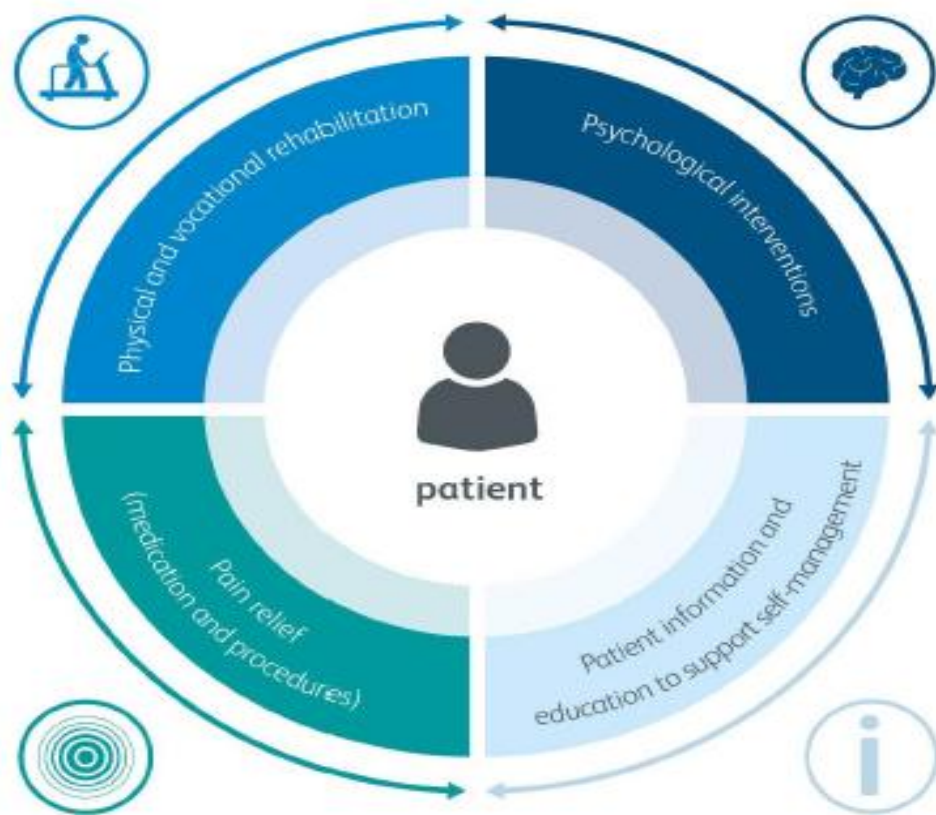 Physical and vocational rehabilitation
Psychological interventions
patient
Pain relief
(medication and procedures)
Patient information and
education to support self-management
i